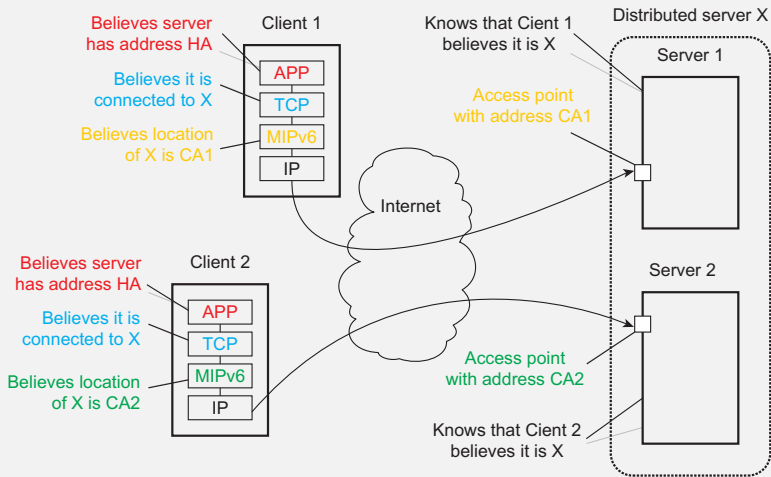 Believes server
has address HA
Client 1
APP
Believes it is
connected to X
TCP
Believes location
of X is CA1
MIPv6
IP
Knows that Cient 1
believes it is X
Distributed server X
Server 1
Access point
with address CA1
Internet
Believes server
has address HA
Client 2
APP
Believes it is
connected to X
TCP
Believes location
of X is CA2
MIPv6
IP
Server 2
Access point
with address CA2
Knows that Cient 2
believes it is X